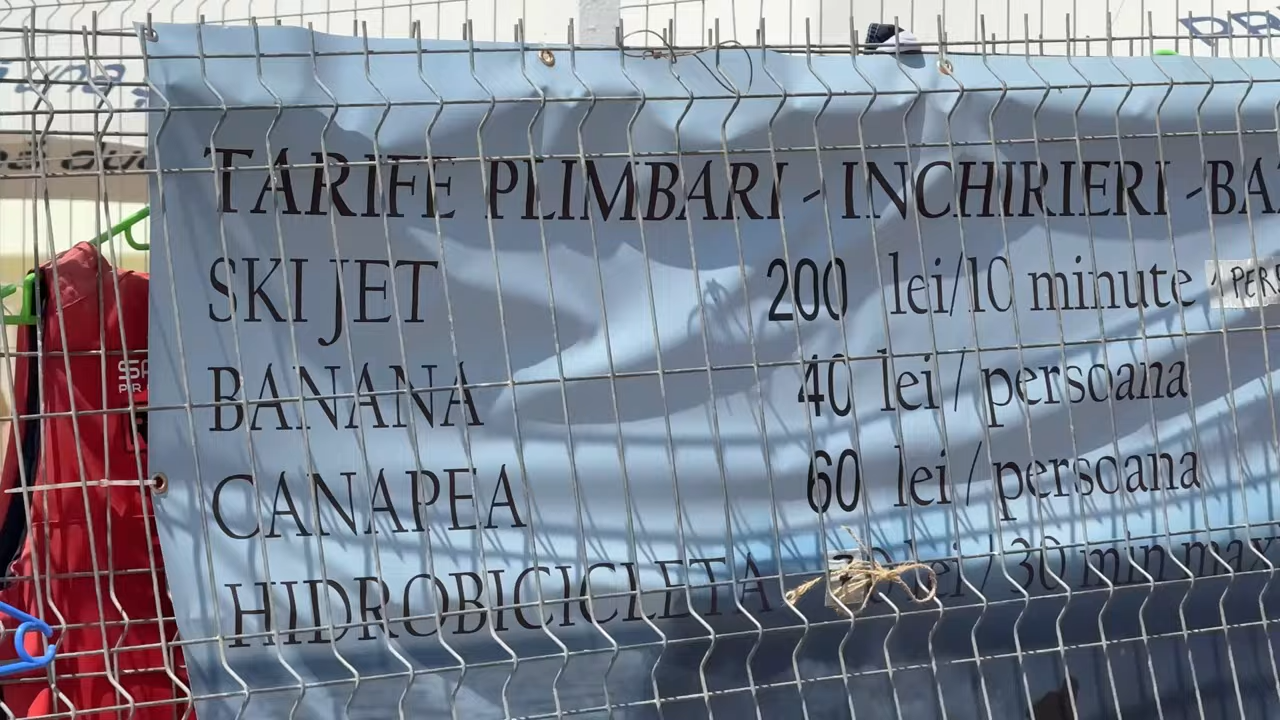 TARIFE PLIMBARI - INCHIRIERI -
SKI JET 200 lei/10 minute
BANANA 40 lei / persoana
CANAPEA 60 lei / persoana
HIDROBICICLETA lei / 30 min max